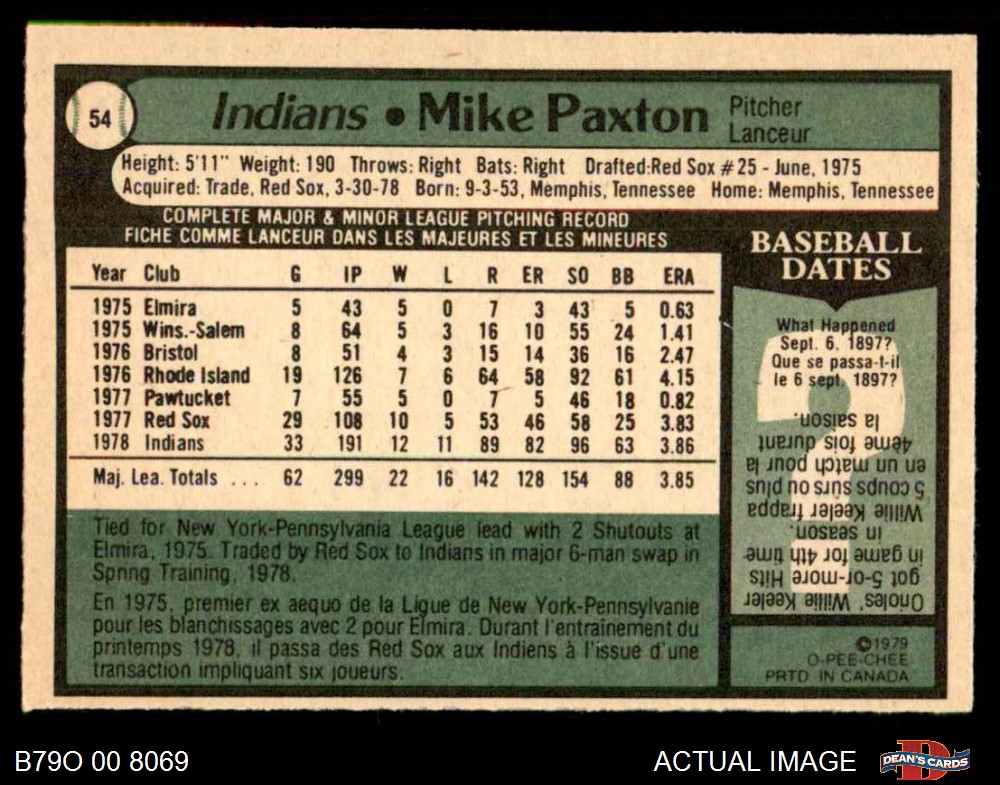 54
Indians • Mike Paxton
Pitcher
Lanceur
Height: 5'11" Weight: 190 Throws: Right Bats: Right Drafted:Red Sox #25 - June, 1975
Acquired: Trade, Red Sox, 3-30-78 Born: 9-3-53, Memphis, Tennessee Home: Memphis, Tennessee
COMPLETE MAJOR & MINOR LEAGUE PITCHING RECORD
FICHE COMME LANCEUR DANS LES MAJEURES ET LES MINEURES
Year Club G IP W L R ER SO BB ERA
1975 Elmira 5 43 5 0 7 3 43 5 0.63
1975 Wins.-Salem 8 64 5 3 16 10 55 24 1.41
1976 Bristol 8 51 4 3 15 14 36 16 2.47
1976 Rhode Island 19 126 7 6 64 58 92 61 4.15
1977 Pawtucket 7 55 5 0 7 5 46 18 0.82
1977 Red Sox 29 108 10 5 53 46 58 25 3.83
1978 Indians 33 191 12 11 89 82 96 63 3.86
Maj. Lea. Totals ... 62 299 22 16 142 128 154 88 3.85
Tied for New York-Pennsylvania League lead with 2 Shutouts at
Elmira, 1975. Traded by Red Sox to Indians in major 6-man swap in
Spring Training, 1978.
En 1975, premier ex aequo de la Ligue de New York-Pennsylvanie
pour les blanchissages avec 2 pour Elmira. Durant l'entraînement du
printemps 1978, il passa des Red Sox aux Indiens à l'issue d'une
transaction impliquant six joueurs.
BASEBALL
DATES
What Happened
Sept. 6, 1897?
Que se passa-t-il
le 6 sept. 1897?
Orioles' Willie Keeler
got 5-or-more Hits
in game for 4th time
in season.
Willie Keeler frappa
5 coups sûrs ou plus
en un match pour la
4ème fois durant
la saison.
©1979
O-PEE-CHEE
PRTD. IN CANADA
B79O 00 8069
ACTUAL IMAGE
D
DEAN'S CARDS